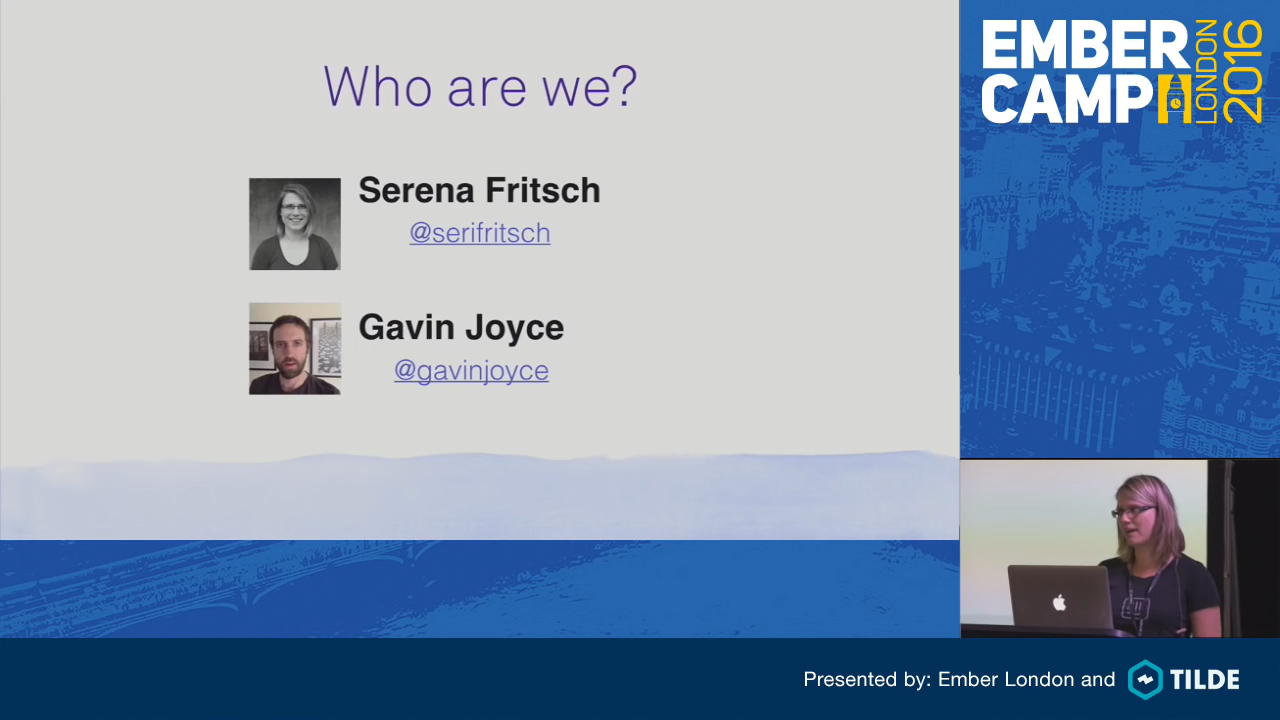 Who are we?
Serena Fritsch
@serifritsch
Gavin Joyce
@gavinjoyce
EMBER
CAMP
LONDON
2016
Presented by: Ember London and
TILDE